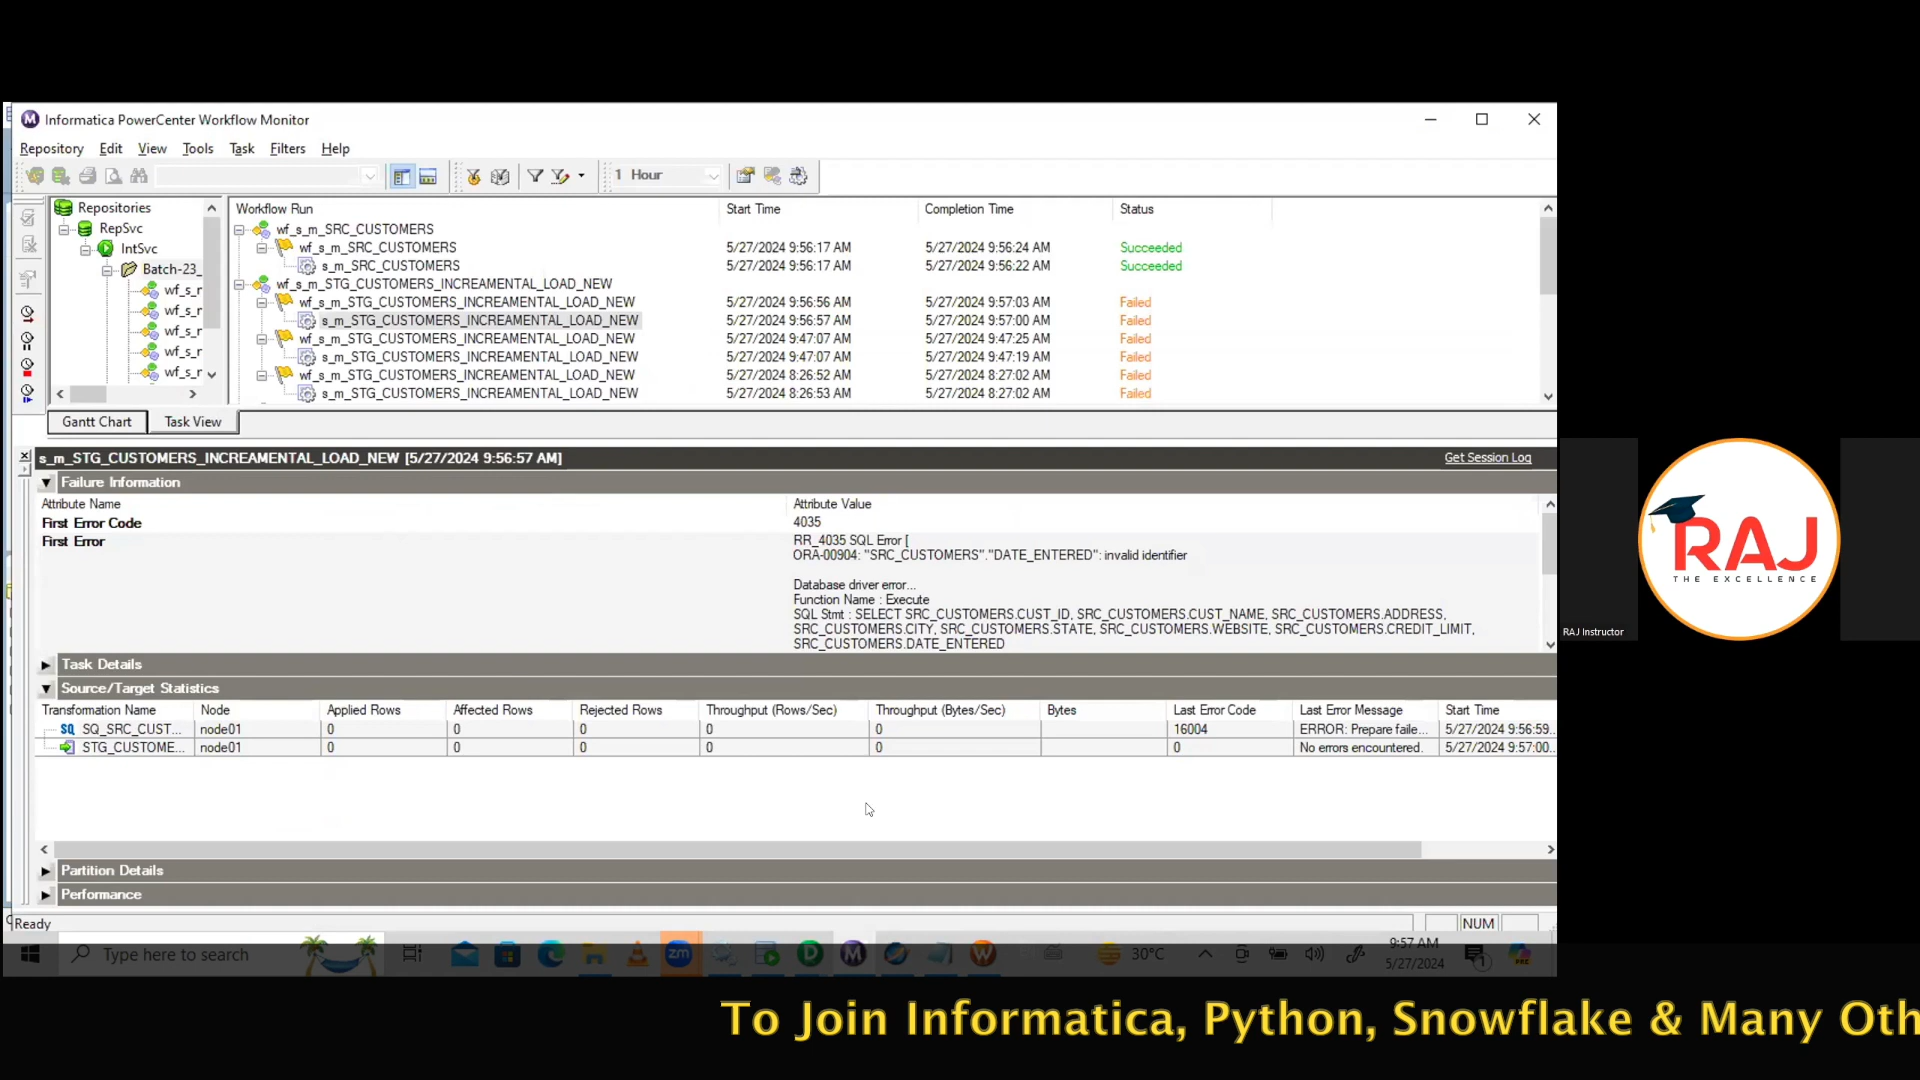 Informatica PowerCenter Workflow Monitor
Repository Edit View Tools Task Filters Help
1 Hour
Repositories
RepSvc
IntSvc
Batch-23_
wf_s_r
wf_s_r
wf_s_r
wf_s_r
wf_s_r
Workflow Run Start Time Completion Time Status
wf_s_m_SRC_CUSTOMERS
wf_s_m_SRC_CUSTOMERS 5/27/2024 9:56:17 AM 5/27/2024 9:56:24 AM Succeeded
s_m_SRC_CUSTOMERS 5/27/2024 9:56:17 AM 5/27/2024 9:56:22 AM Succeeded
wf_s_m_STG_CUSTOMERS_INCREAMENTAL_LOAD_NEW
wf_s_m_STG_CUSTOMERS_INCREAMENTAL_LOAD_NEW 5/27/2024 9:56:56 AM 5/27/2024 9:57:03 AM Failed
s_m_STG_CUSTOMERS_INCREAMENTAL_LOAD_NEW 5/27/2024 9:56:57 AM 5/27/2024 9:57:00 AM Failed
wf_s_m_STG_CUSTOMERS_INCREAMENTAL_LOAD_NEW 5/27/2024 9:47:07 AM 5/27/2024 9:47:25 AM Failed
s_m_STG_CUSTOMERS_INCREAMENTAL_LOAD_NEW 5/27/2024 9:47:07 AM 5/27/2024 9:47:19 AM Failed
wf_s_m_STG_CUSTOMERS_INCREAMENTAL_LOAD_NEW 5/27/2024 8:26:52 AM 5/27/2024 8:27:02 AM Failed
s_m_STG_CUSTOMERS_INCREAMENTAL_LOAD_NEW 5/27/2024 8:26:53 AM 5/27/2024 8:27:02 AM Failed
Gantt Chart Task View
s_m_STG_CUSTOMERS_INCREAMENTAL_LOAD_NEW [5/27/2024 9:56:57 AM] Get Session Log
Failure Information
Attribute Name Attribute Value
First Error Code 4035
First Error RR_4035 SQL Error [
ORA-00904: "SRC_CUSTOMERS"."DATE_ENTERED": invalid identifier
Database driver error...
Function Name : Execute
SQL Stmt : SELECT SRC_CUSTOMERS.CUST_ID, SRC_CUSTOMERS.CUST_NAME, SRC_CUSTOMERS.ADDRESS,
SRC_CUSTOMERS.CITY, SRC_CUSTOMERS.STATE, SRC_CUSTOMERS.WEBSITE, SRC_CUSTOMERS.CREDIT_LIMIT,
SRC_CUSTOMERS.DATE_ENTERED
Task Details
Source/Target Statistics
Transformation Name Node Applied Rows Affected Rows Rejected Rows Throughput (Rows/Sec) Throughput (Bytes/Sec) Bytes Last Error Code Last Error Message Start Time
SQ SQ_SRC_CUST... node01 0 0 0 0 0 16004 ERROR: Prepare faile... 5/27/2024 9:56:59...
STG_CUSTOME... node01 0 0 0 0 0 0 No errors encountered. 5/27/2024 9:57:00...
Partition Details
Performance
Ready NUM
Type here to search zm 30°C 9:57 AM
5/27/2024
RAJ
THE EXCELLENCE
RAJ Instructor
To Join Informatica, Python, Snowflake & Many Oth